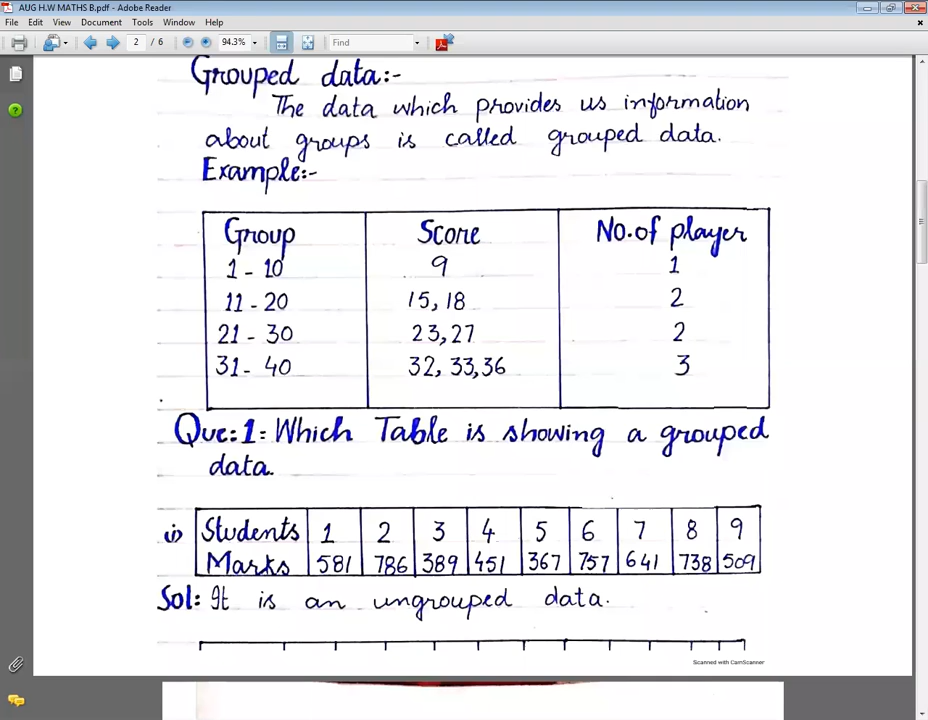 AUG H.W MATHS B.pdf - Adobe Reader
File Edit View Document Tools Window Help
2 / 6 94.3% Find
Grouped data:-
The data which provides us information
about groups is called grouped data.
Example:-
Group Score No. of player
1 - 10 9 1
11 - 20 15, 18 2
21 - 30 23, 27 2
31 - 40 32, 33, 36 3
Que: 1: Which Table is showing a grouped
data.
i) Students 1 2 3 4 5 6 7 8 9
Marks 581 786 389 451 367 757 641 738 509
Sol: It is an ungrouped data.
Scanned with CamScanner